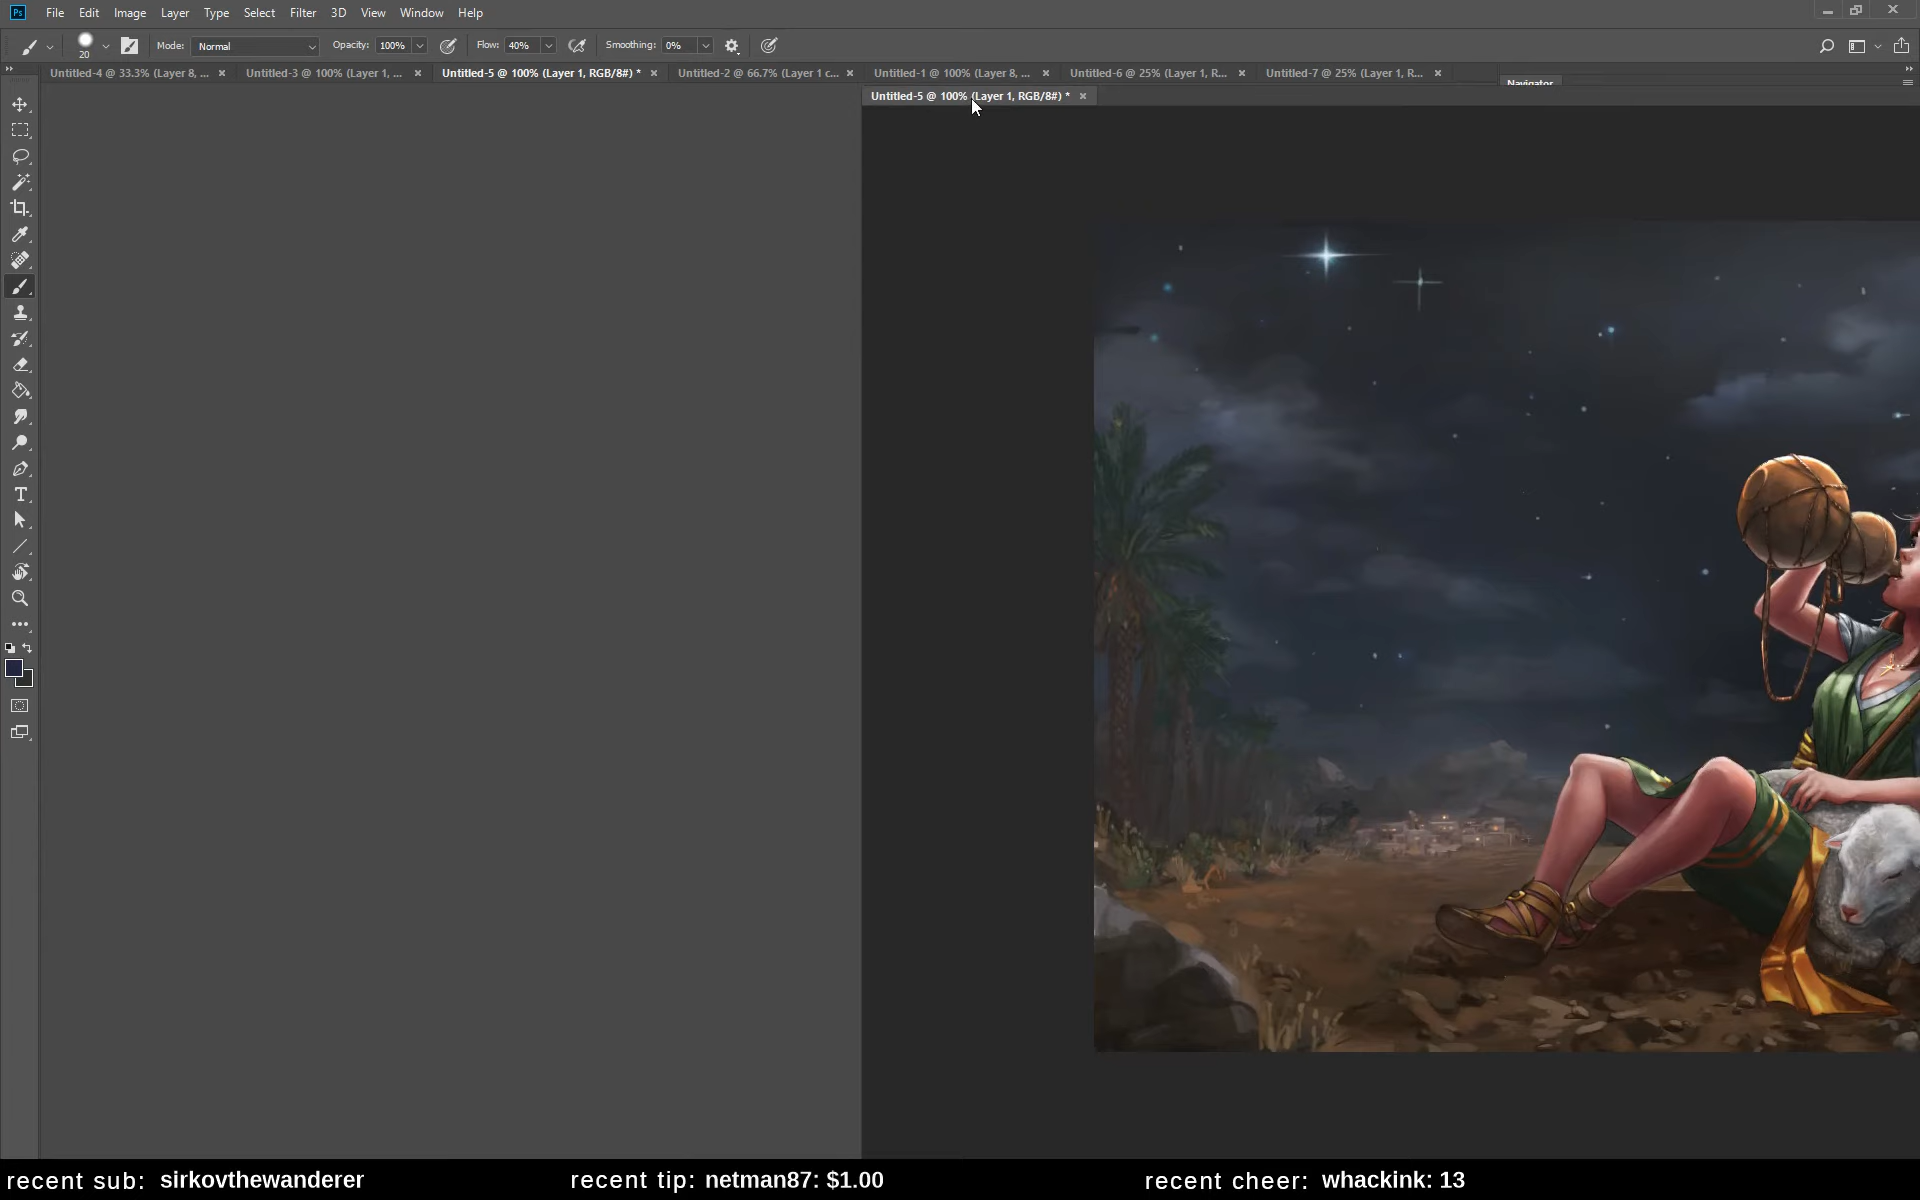 Ps File Edit Image Layer Type Select Filter 3D View Window Help
20 Mode: Normal Opacity: 100% Flow: 40% Smoothing: 0%
Untitled-4 @ 33.3% (Layer 8, ... Untitled-3 @ 100% (Layer 1, ... Untitled-5 @ 100% (Layer 1, RGB/8#) * Untitled-2 @ 66.7% (Layer 1 c... Untitled-1 @ 100% (Layer 8, ... Untitled-6 @ 25% (Layer 1, R... Untitled-7 @ 25% (Layer 1, R...
Navigator
Untitled-5 @ 100% (Layer 1, RGB/8#) *
recent sub: sirkovthewanderer recent tip: netman87: $1.00 recent cheer: whackink: 13